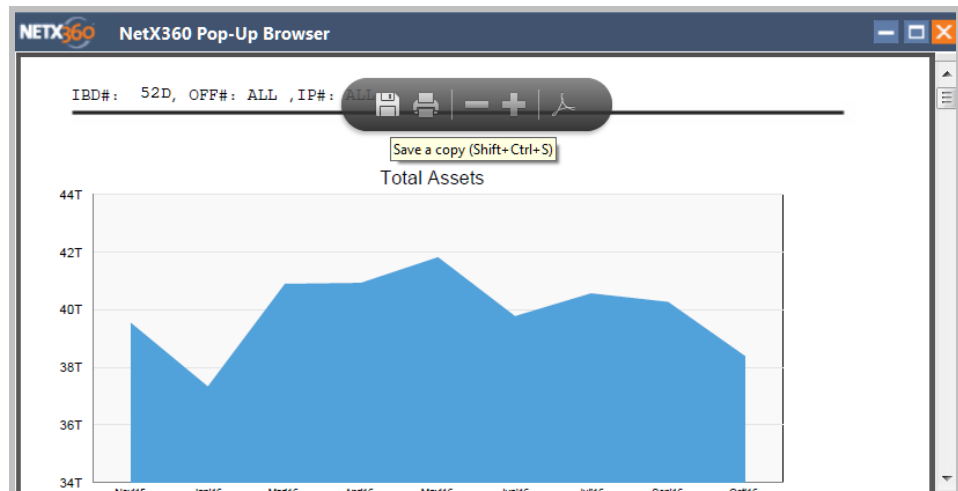 NETX360 NetX360 Pop-Up Browser
IBD#: 52D, OFF#: ALL ,IP#: ALL
Save a copy (Shift+Ctrl+S)
Total Assets
44T
42T
40T
38T
36T
34T